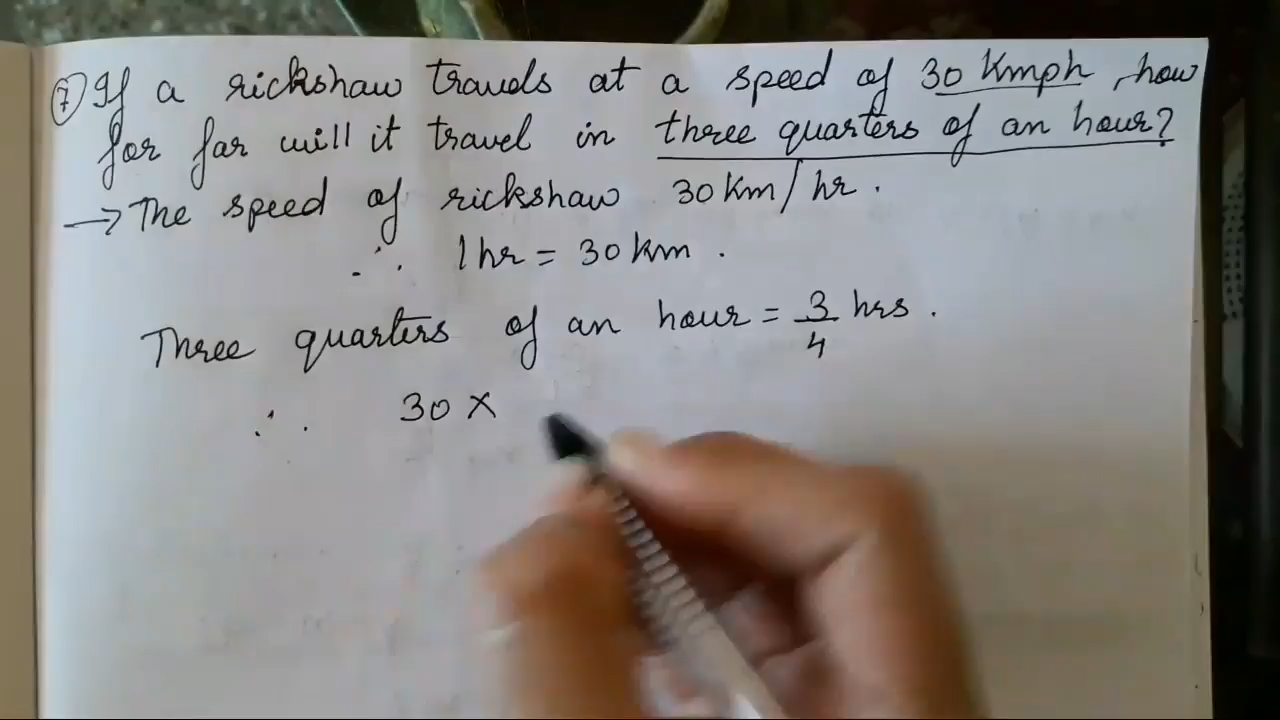 ⑦ If a rickshaw travels at a speed of 30 Kmph, how
for far will it travel in three quarters of an hour?
→ The speed of rickshaw 30 Km/hr.
∴ 1 hr = 30 km.
Three quarters of an hour = 3/4 hrs.
∴ 30 ×